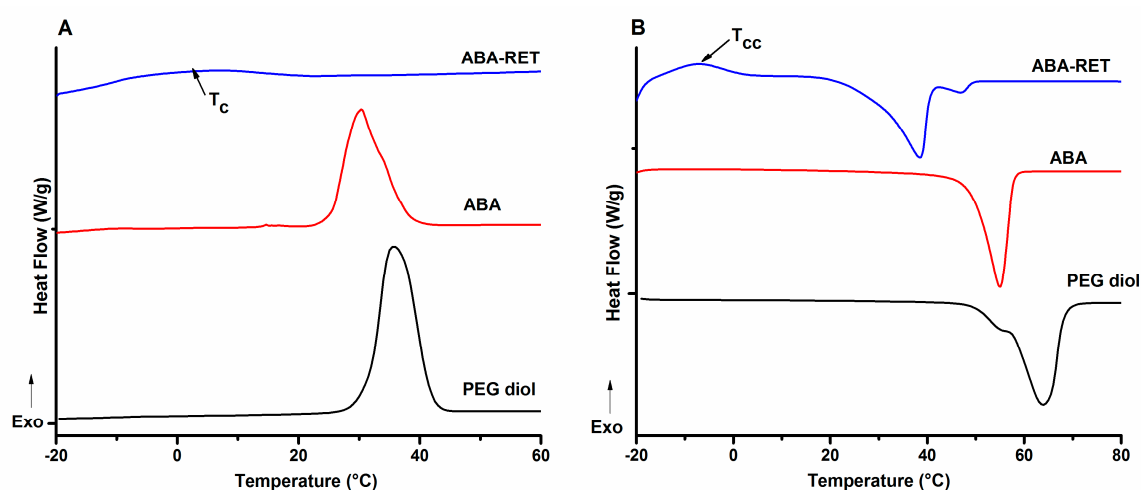 A
ABA-RET
Tc
ABA
PEG diol
Heat Flow (W/g)
Exo
-20 0 20 40 60
Temperature (°C)
B
Tcc
ABA-RET
ABA
PEG diol
Heat Flow (W/g)
Exo
-20 0 20 40 60 80
Temperature (°C)